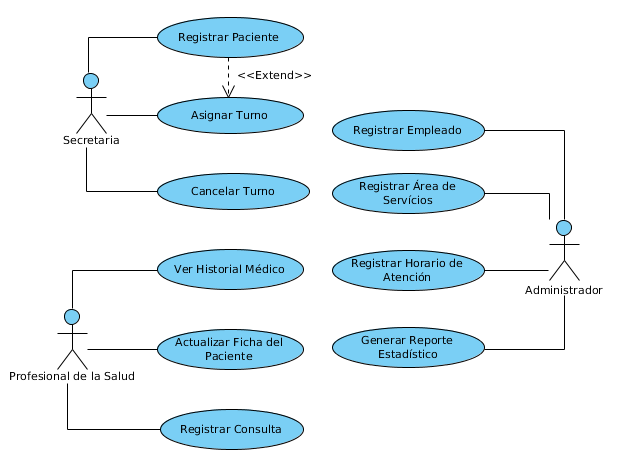 Registrar Paciente
<<Extend>>
Asignar Turno
Secretaria
Cancelar Turno
Registrar Empleado
Registrar Área de
Servícios
Registrar Horario de
Atención
Administrador
Generar Reporte
Estadístico
Ver Historial Médico
Actualizar Ficha del
Paciente
Profesional de la Salud
Registrar Consulta